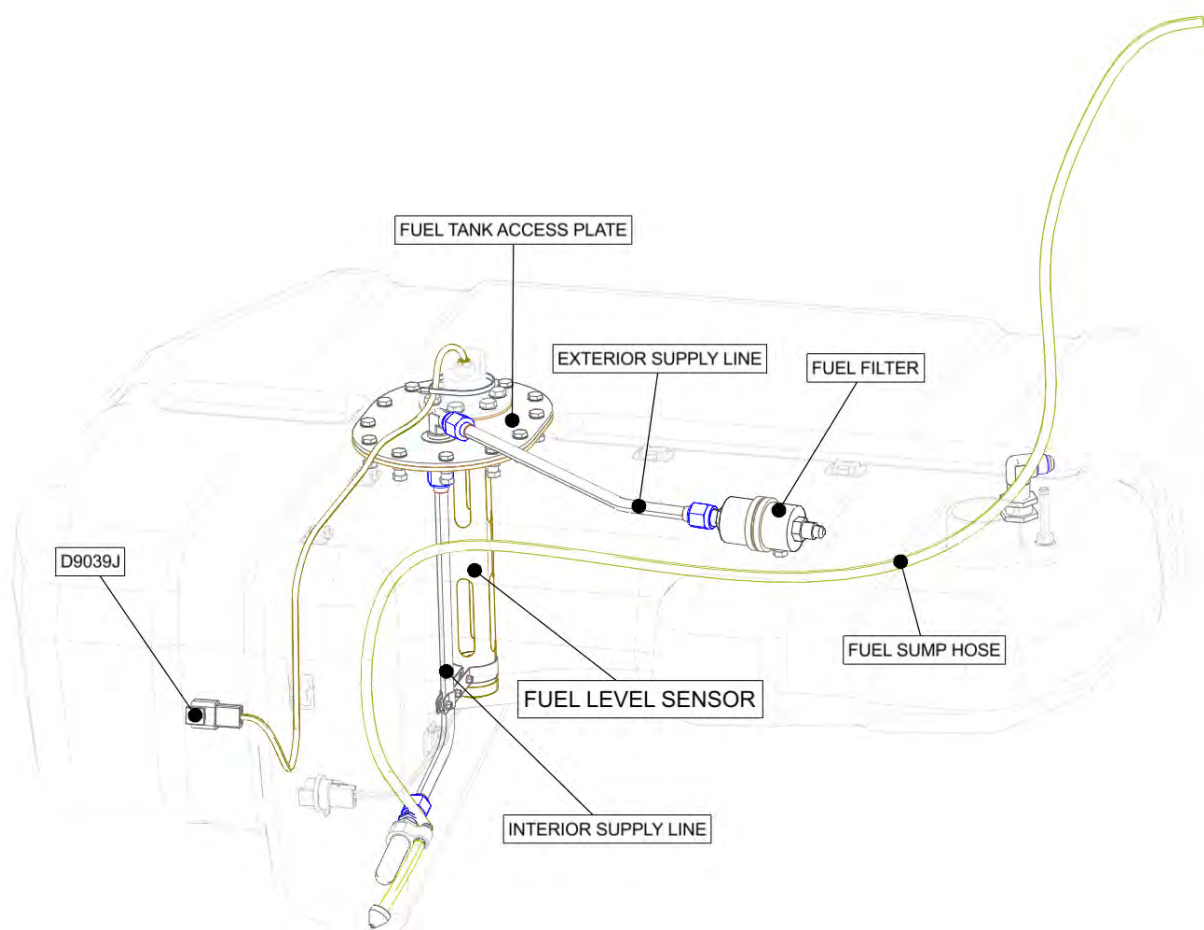 FUEL TANK ACCESS PLATE
EXTERIOR SUPPLY LINE
FUEL FILTER
D9039J
FUEL SUMP HOSE
FUEL LEVEL SENSOR
INTERIOR SUPPLY LINE